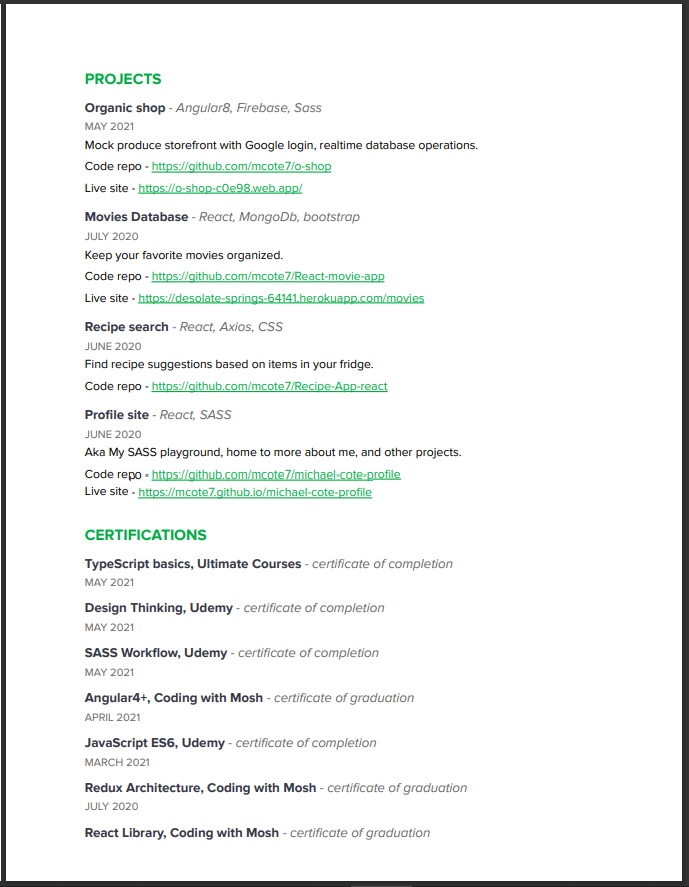 PROJECTS
Organic shop - Angular8, Firebase, Sass
MAY 2021
Mock produce storefront with Google login, realtime database operations.
Code repo - https://github.com/mcote7/o-shop
Live site - https://o-shop-c0e98.web.app/
Movies Database - React, MongoDb, bootstrap
JULY 2020
Keep your favorite movies organized.
Code repo - https://github.com/mcote7/React-movie-app
Live site - https://desolate-springs-64141.herokuapp.com/movies
Recipe search - React, Axios, CSS
JUNE 2020
Find recipe suggestions based on items in your fridge.
Code repo - https://github.com/mcote7/Recipe-App-react
Profile site - React, SASS
JUNE 2020
Aka My SASS playground, home to more about me, and other projects.
Code repo - https://github.com/mcote7/michael-cote-profile
Live site - https://mcote7.github.io/michael-cote-profile
CERTIFICATIONS
TypeScript basics, Ultimate Courses - certificate of completion
MAY 2021
Design Thinking, Udemy - certificate of completion
MAY 2021
SASS Workflow, Udemy - certificate of completion
MAY 2021
Angular4+, Coding with Mosh - certificate of graduation
APRIL 2021
JavaScript ES6, Udemy - certificate of completion
MARCH 2021
Redux Architecture, Coding with Mosh - certificate of graduation
JULY 2020
React Library, Coding with Mosh - certificate of graduation